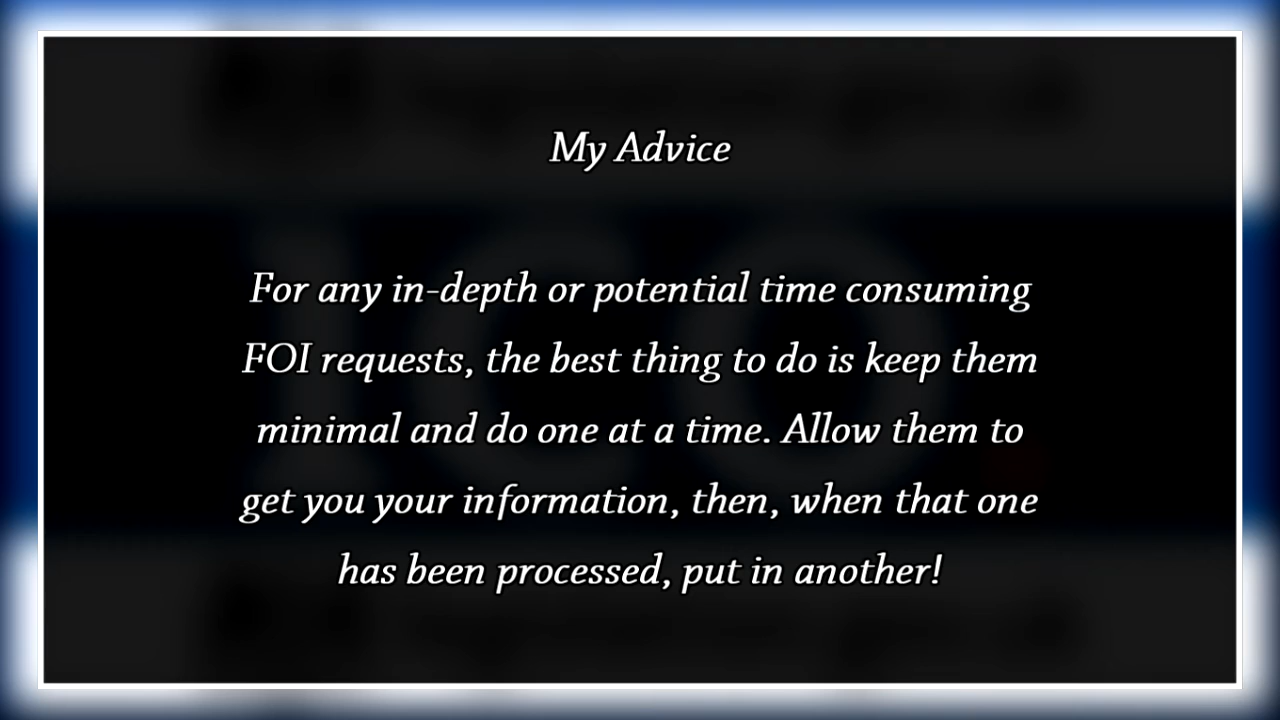 My Advice
For any in-depth or potential time consuming
FOI requests, the best thing to do is keep them
minimal and do one at a time. Allow them to
get you your information, then, when that one
has been processed, put in another!